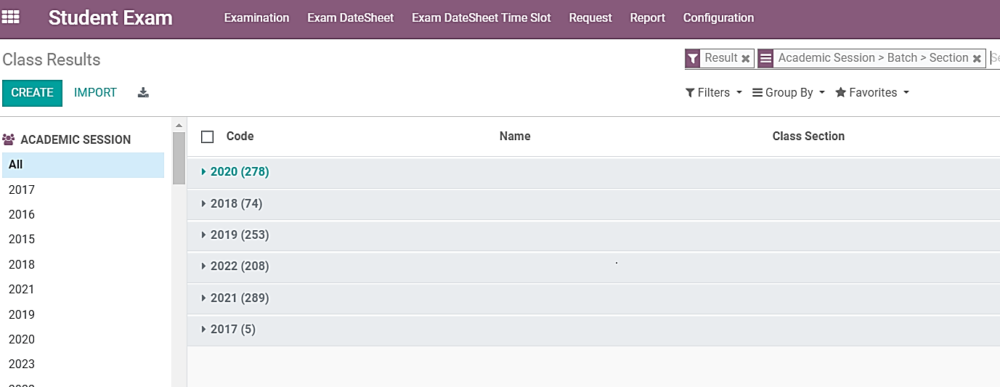 Student Exam Examination Exam DateSheet Exam DateSheet Time Slot Request Report Configuration
Class Results
Result Academic Session > Batch > Section
CREATE IMPORT
Filters Group By Favorites
ACADEMIC SESSION
All
2017
2016
2015
2018
2021
2019
2020
2023
Code Name Class Section
2020 (278)
2018 (74)
2019 (253)
2022 (208)
2021 (289)
2017 (5)